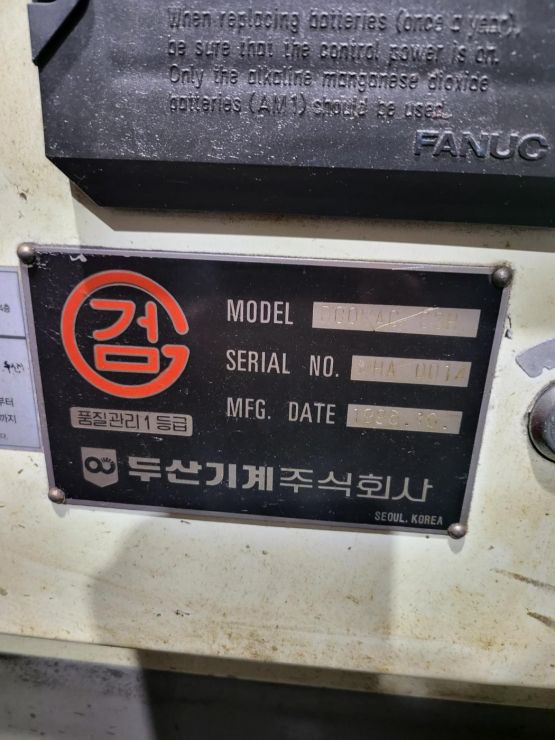 When replacing batteries (once a year),
be sure that the control power is on.
Only the alkaline manganese dioxide
batteries (AM1) should be used.
FANUC
검
MODEL
SERIAL NO. 0014
MFG. DATE
품질관리1등급
두산기계주식회사
SEOUL. KOREA